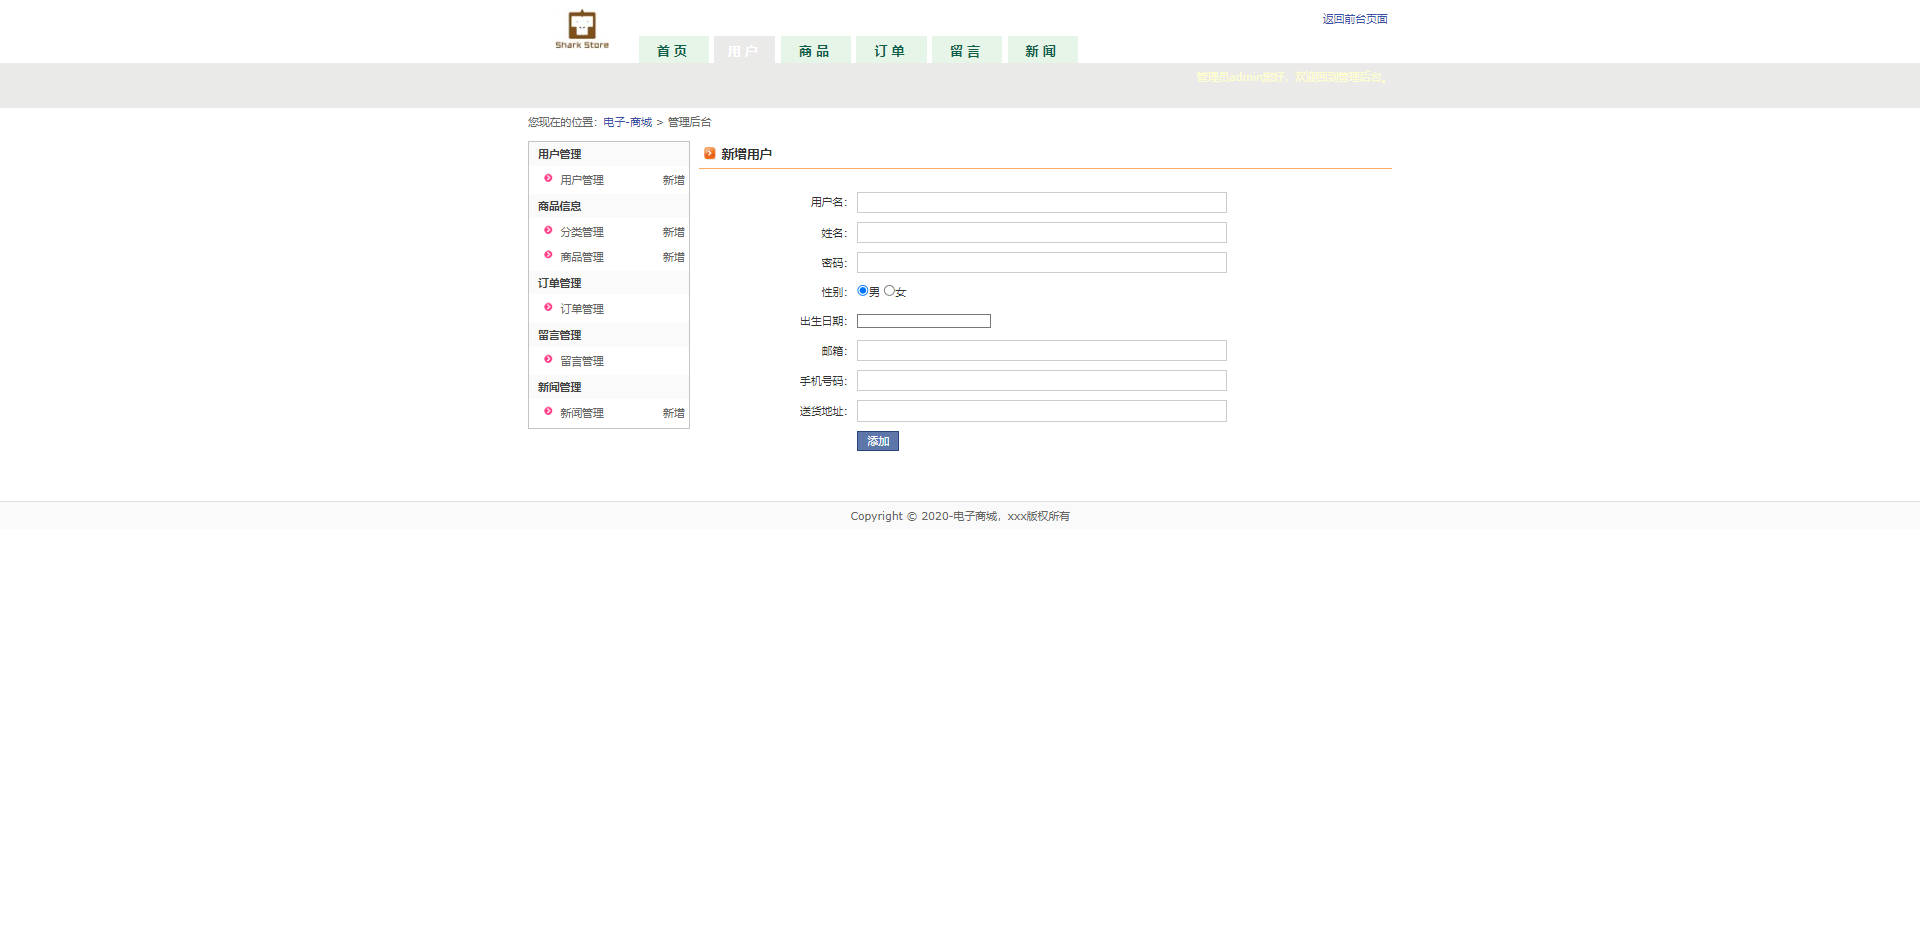 Shark Store
返回前台页面
首 页
用 户
商 品
订 单
留 言
新 闻
管理员admin您好，欢迎回到管理后台。
您现在的位置：电子-商城 > 管理后台
用户管理
用户管理 新增
商品信息
分类管理 新增
商品管理 新增
订单管理
订单管理
留言管理
留言管理
新闻管理
新闻管理 新增
新增用户
用户名：
姓名：
密码：
性别： 男 女
出生日期：
邮箱：
手机号码：
送货地址：
添加
Copyright © 2020-电子商城，xxx版权所有